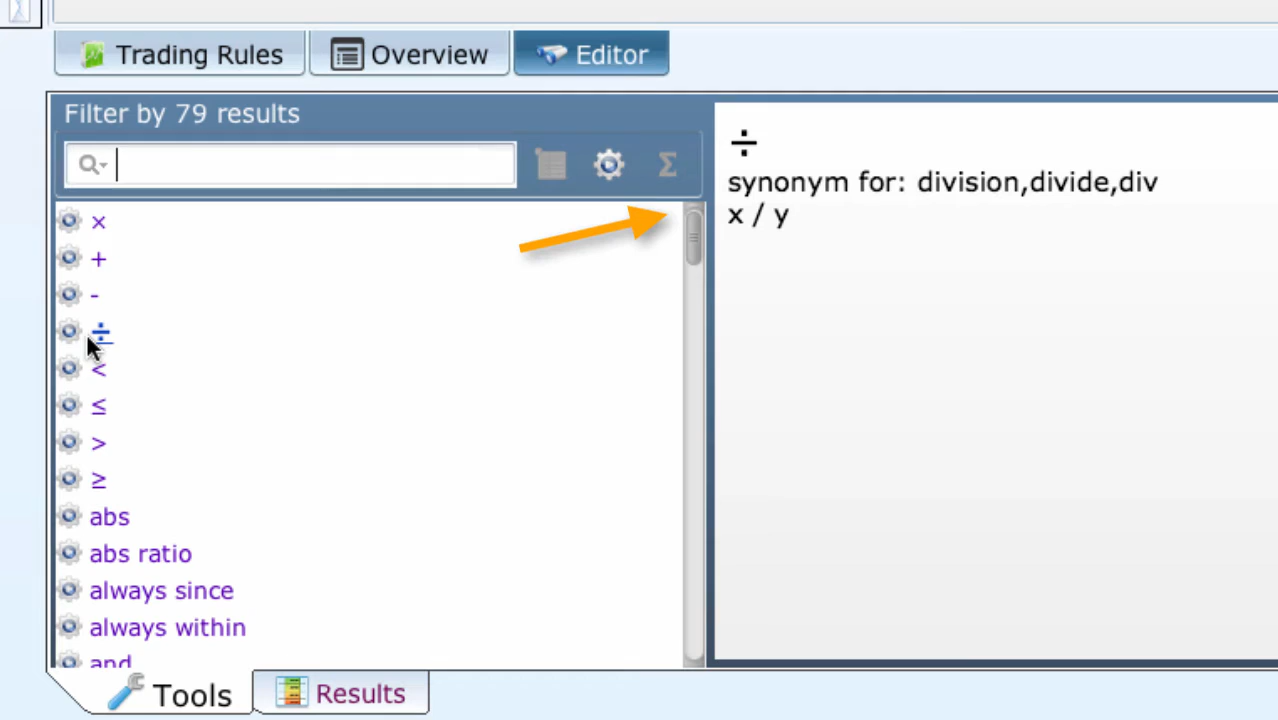 Trading Rules
Overview
Editor
Filter by 79 results
×
+
-
÷
<
≤
>
≥
abs
abs ratio
always since
always within
and
÷
synonym for: division,divide,div
x / y
Σ
Tools
Results